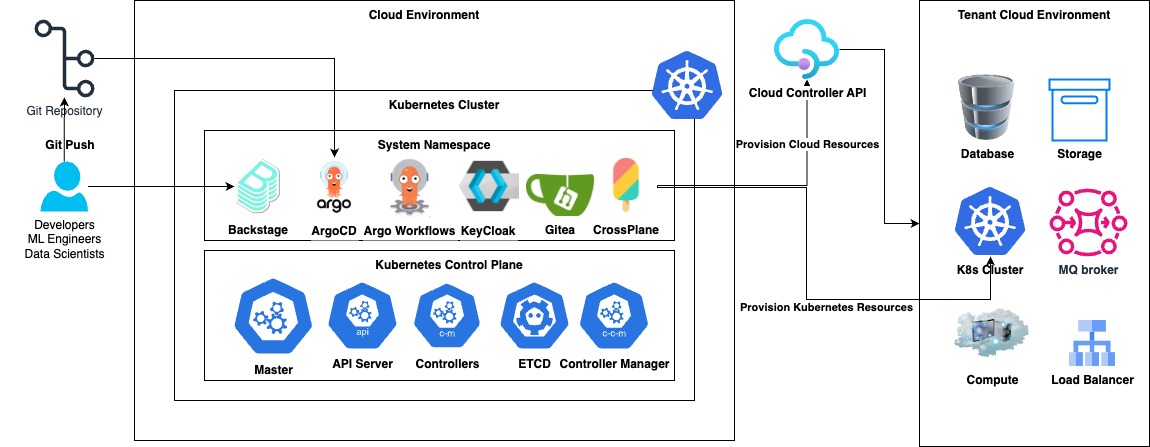 Cloud Environment
Tenant Cloud Environment
Git Repository
Git Push
Developers
ML Engineers
Data Scientists
Kubernetes Cluster
System Namespace
argo
Backstage
ArgoCD
Argo Workflows
KeyCloak
Gitea
CrossPlane
Kubernetes Control Plane
api
c-m
c-c-m
Master
API Server
Controllers
ETCD
Controller Manager
Cloud Controller API
Provision Cloud Resources
Provision Kubernetes Resources
Database
Storage
K8s Cluster
MQ broker
Compute
Load Balancer